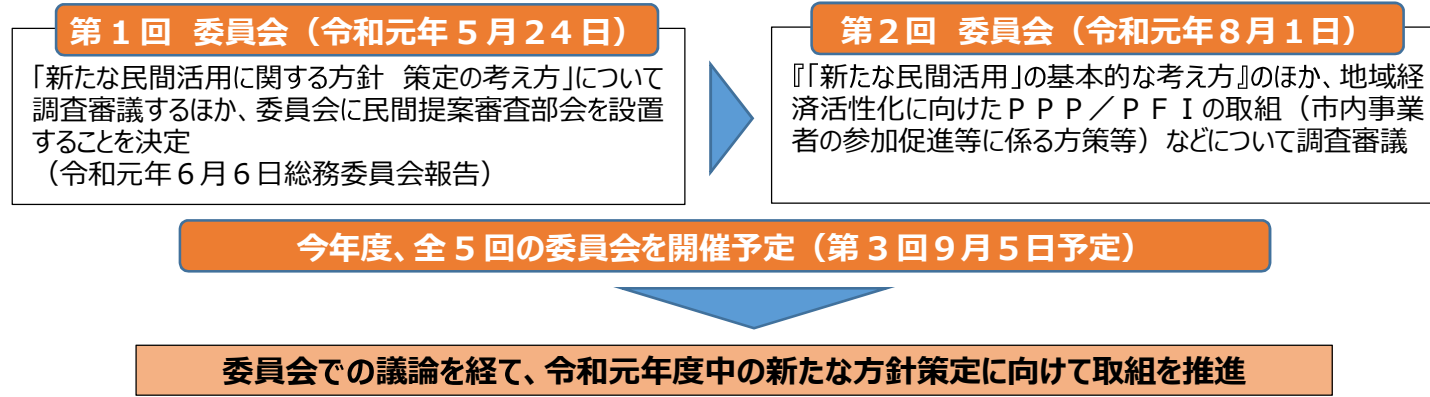 第1回 委員会（令和元年5月24日）
「新たな民間活用に関する方針 策定の考え方」について
調査審議するほか、委員会に民間提案審査部会を設置
することを決定
（令和元年６月６日総務委員会報告）
第2回 委員会（令和元年8月1日）
『「新たな民間活用」の基本的な考え方』のほか、地域経
済活性化に向けたＰＰＰ／ＰＦＩの取組（市内事業
者の参加促進等に係る方策等）などについて調査審議
今年度、全５回の委員会を開催予定（第３回９月５日予定）
委員会での議論を経て、令和元年度中の新たな方針策定に向けて取組を推進